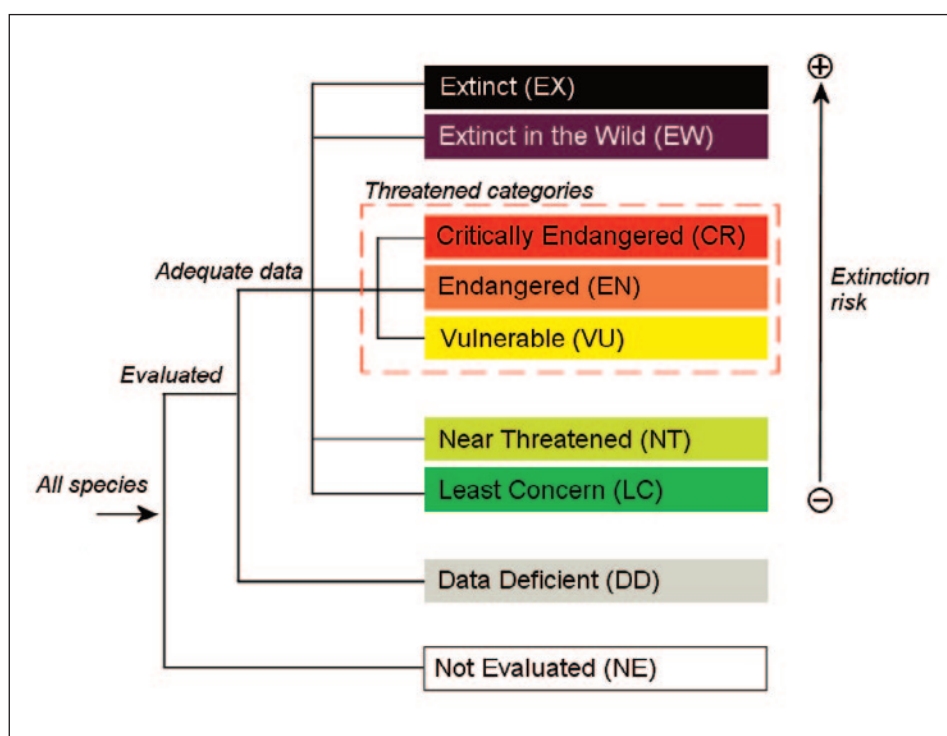 Extinct (EX)
Extinct in the Wild (EW)
Threatened categories
Critically Endangered (CR)
Adequate data
Endangered (EN)
Extinction
risk
Vulnerable (VU)
Evaluated
Near Threatened (NT)
All species
Least Concern (LC)
Data Deficient (DD)
Not Evaluated (NE)